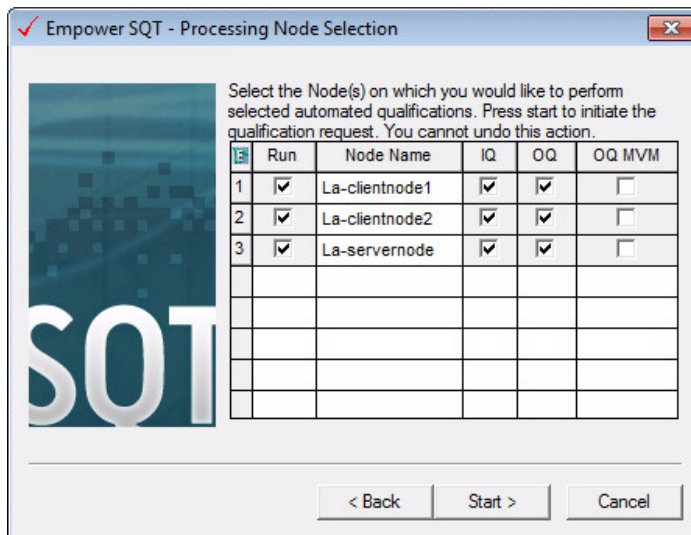 Empower SQT - Processing Node Selection
Select the Node(s) on which you would like to perform
selected automated qualifications. Press start to initiate the
qualification request. You cannot undo this action.
Run Node Name IQ OQ OQ MVM
1 La-clientnode1
2 La-clientnode2
3 La-servernode
SQT
< Back Start > Cancel